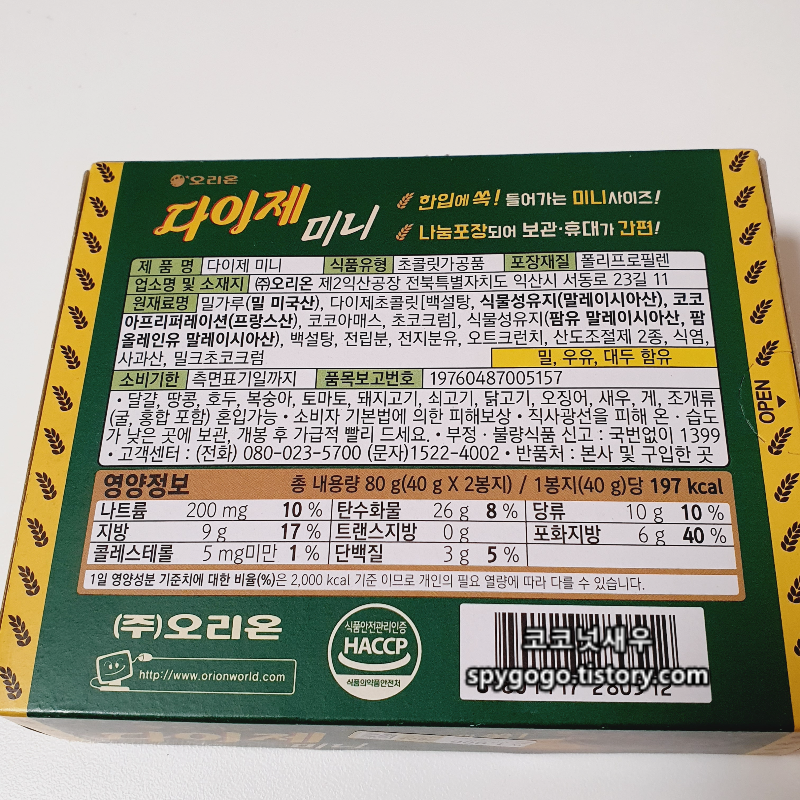 오리온
다이제 미니
한입에 쏙! 들어가는 미니사이즈!
나눔포장되어 보관·휴대가 간편!
제 품 명 다이제 미니 식품유형 초콜릿가공품 포장재질 폴리프로필렌
업소명 및 소재지 ㈜오리온 제2익산공장 전북특별자치도 익산시 서동로 23길 11
원재료명 밀가루(밀 미국산), 다이제초콜릿[백설탕, 식물성유지(말레이시아산), 코코
아프리퍼레이션(프랑스산), 코코아매스, 초코크럼], 식물성유지(팜유 말레이시아산, 팜
올레인유 말레이시아산), 백설탕, 전립분, 전지분유, 오트크런치, 산도조절제 2종, 식염,
사과산, 밀크초코크럼 밀, 우유, 대두 함유
소비기한 측면표기일까지 품목보고번호 19760487005157
• 달걀, 땅콩, 호두, 복숭아, 토마토, 돼지고기, 쇠고기, 닭고기, 오징어, 새우, 게, 조개류
(굴, 홍합 포함) 혼입가능 • 소비자 기본법에 의한 피해보상 • 직사광선을 피해 온·습도
가 낮은 곳에 보관, 개봉 후 가급적 빨리 드세요. • 부정·불량식품 신고 : 국번없이 1399
• 고객센터 : (전화) 080-023-5700 (문자)1522-4002 • 반품처 : 본사 및 구입한 곳
영양정보 총 내용량 80 g(40 g X 2봉지) / 1봉지(40 g)당 197 kcal
나트륨 200 mg 10 % 탄수화물 26 g 8 % 당류 10 g 10 %
지방 9 g 17 % 트랜스지방 0 g 포화지방 6 g 40 %
콜레스테롤 5 mg미만 1 % 단백질 3 g 5 %
1일 영양성분 기준치에 대한 비율(%)은 2,000 kcal 기준 이므로 개인의 필요 열량에 따라 다를 수 있습니다.
OPEN
(주)오리온
http://www.orionworld.com
식품안전관리인증
HACCP
식품의약품안전처
코코넛새우
spygogo.tistory.com
다이제
미니